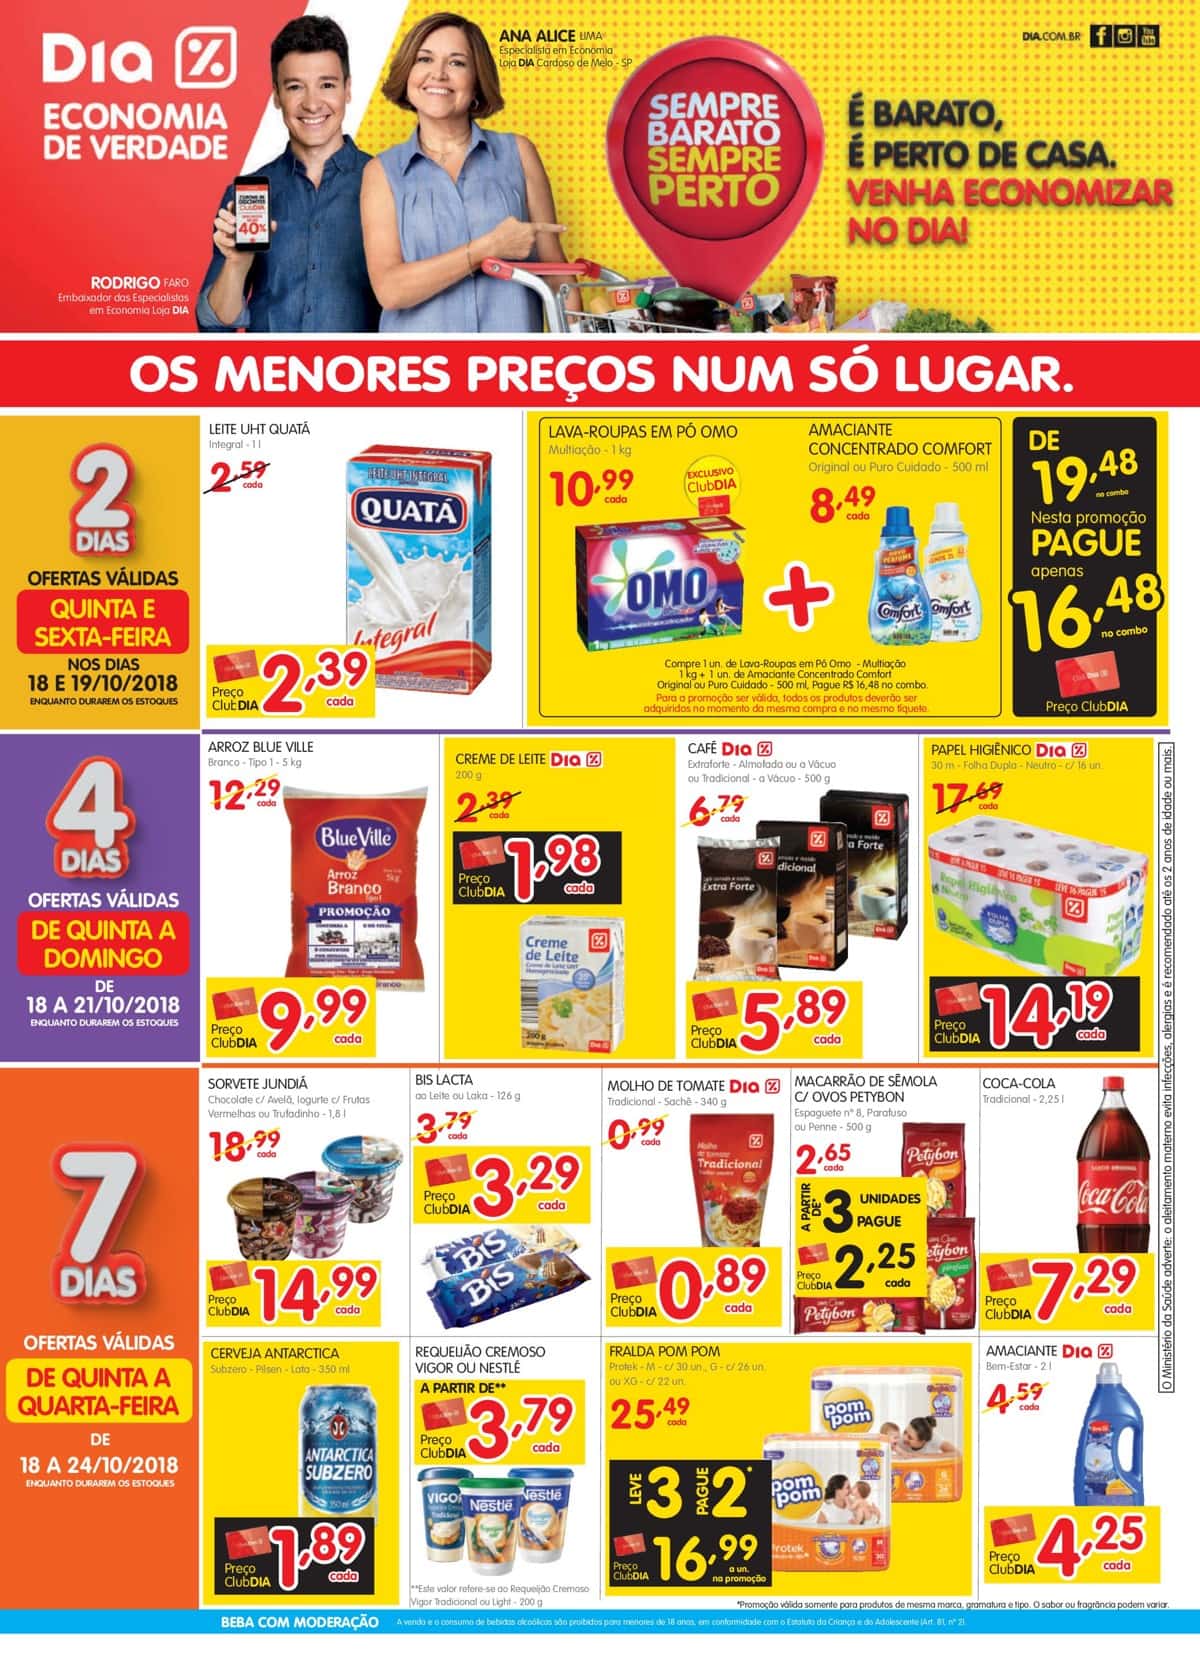 Dia %
ECONOMIA
DE VERDADE
ANA ALICE LIMA
Especialista em Economia
Loja DIA Cardoso de Melo - SP
RODRIGO FARO
Embaixador das Especialistas
em Economia Loja DIA
ClubDIA
40%
SEMPRE
BARATO
SEMPRE
PERTO
DIA.COM.BR
É BARATO,
É PERTO DE CASA.
VENHA ECONOMIZAR
NO DIA!
OS MENORES PREÇOS NUM SÓ LUGAR.
2
DIAS
OFERTAS VÁLIDAS
QUINTA E
SEXTA-FEIRA
NOS DIAS
18 E 19/10/2018
ENQUANTO DURAREM OS ESTOQUES
LEITE UHT QUATÁ
Integral - 1 l
2,59
cada
LEITE UHT INTEGRAL
QUATÁ
Integral
Preço
ClubDIA
2,39
cada
LAVA-ROUPAS EM PÓ OMO
Multiação - 1 kg
10,99
cada
EXCLUSIVO
ClubDIA
OMO
+
AMACIANTE
CONCENTRADO COMFORT
Original ou Puro Cuidado - 500 ml
8,49
cada
Comfort
Comfort
Compre 1 un. de Lava-Roupas em Pó Omo - Multiação
1 kg + 1 un. de Amaciante Concentrado Comfort
Original ou Puro Cuidado - 500 ml, Pague R$ 16,48 no combo.
Para a promoção ser válida, todos os produtos deverão ser
adquiridos no momento da mesma compra e no mesmo tíquete.
DE
19,48
no combo
Nesta promoção
PAGUE
apenas
16,48
no combo
Preço ClubDIA
4
DIAS
OFERTAS VÁLIDAS
DE QUINTA A
DOMINGO
DE
18 A 21/10/2018
ENQUANTO DURAREM OS ESTOQUES
ARROZ BLUE VILLE
Branco - Tipo 1 - 5 kg
12,29
cada
Blue Ville
Arroz
Branco
PROMOÇÃO
Preço
ClubDIA
9,99
cada
CREME DE LEITE Dia %
200 g
2,39
cada
Preço
ClubDIA
1,98
cada
Creme
de Leite
200 g
CAFÉ Dia %
Extraforte - Almofada ou a Vácuo
ou Tradicional - a Vácuo - 500 g
6,79
cada
Extra Forte
Preço
ClubDIA
5,89
cada
PAPEL HIGIÊNICO Dia %
30 m - Folha Dupla - Neutro - c/ 16 un.
17,69
cada
Papel Higiênico
FOLHA DUPLA
Preço
ClubDIA
14,19
cada
7
DIAS
OFERTAS VÁLIDAS
DE QUINTA A
QUARTA-FEIRA
DE
18 A 24/10/2018
ENQUANTO DURAREM OS ESTOQUES
SORVETE JUNDIÁ
Chocolate c/ Avelã, Iogurte c/ Frutas
Vermelhas ou Trufadinho - 1,8 l
18,99
cada
Preço
ClubDIA
14,99
cada
BIS LACTA
ao Leite ou Laka - 126 g
3,79
cada
Preço
ClubDIA
3,29
cada
BIS
BIS
MOLHO DE TOMATE Dia %
Tradicional - Sachê - 340 g
0,99
cada
Molho
de tomate
Tradicional
Preço
ClubDIA
0,89
cada
MACARRÃO DE SÊMOLA
C/ OVOS PETYBON
Espaguete nº 8, Parafuso
ou Penne - 500 g
2,65
cada
A PARTIR DE*
3 UNIDADES
PAGUE
Preço
ClubDIA
2,25
cada
Petybon
Petybon
Petybon
COCA-COLA
Tradicional - 2,25 l
Coca-Cola
Preço
ClubDIA
7,29
cada
CERVEJA ANTARCTICA
Subzero - Pilsen - Lata - 350 ml
ANTARCTICA
SUBZERO
350 ml
Preço
ClubDIA
1,89
cada
REQUEIJÃO CREMOSO
VIGOR OU NESTLÉ
A PARTIR DE**
Preço
ClubDIA
3,79
cada
VIGOR
Nestlé
Nestlé
**Este valor refere-se ao Requeijão Cremoso
Vigor Tradicional ou Light - 200 g
FRALDA POM POM
Protek - M - c/ 30 un., G - c/ 26 un.
ou XG - c/ 22 un.
25,49
cada
LEVE 3 PAGUE 2*
Preço
ClubDIA
16,99
a un.
na promoção
pom
pom
pom
pom
Protek
AMACIANTE Dia %
Bem-Estar - 2 l
4,59
cada
Preço
ClubDIA
4,25
cada
*Promoção válida somente para produtos de mesma marca, gramatura e tipo. O sabor ou fragrância podem variar.
O Ministério da Saúde adverte: o aleitamento materno evita infecções, alergias e é recomendado até os 2 anos de idade ou mais.
BEBA COM MODERAÇÃO
A venda e o consumo de bebidas alcoólicas são proibidos para menores de 18 anos, em conformidade com o Estatuto da Criança e do Adolescente (Art. 81, nº 2).